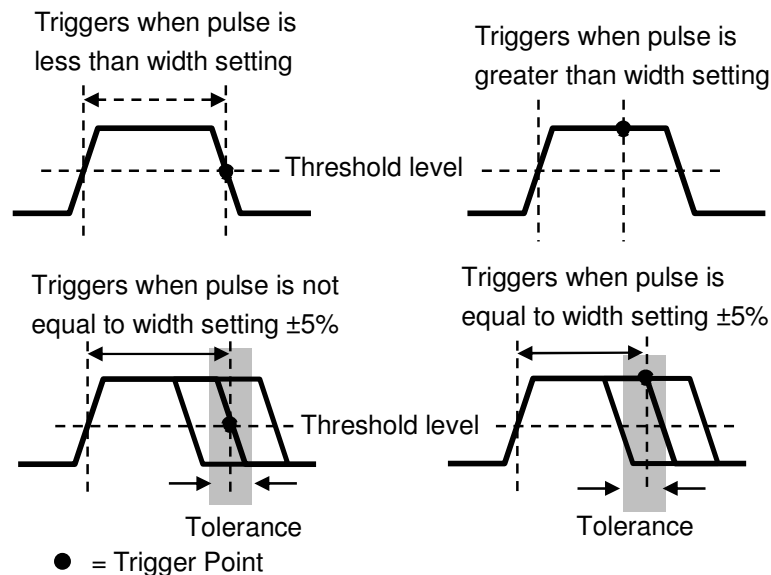 Triggers when pulse is
less than width setting
Triggers when pulse is
greater than width setting
Threshold level
Triggers when pulse is not
equal to width setting ±5%
Triggers when pulse is
equal to width setting ±5%
Threshold level
Tolerance
Tolerance
= Trigger Point